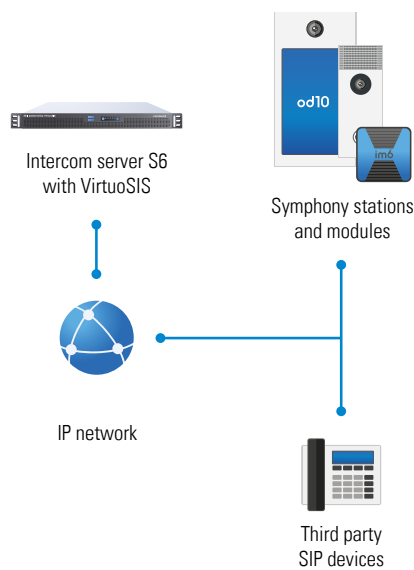 od10
im6
Intercom server S6
with VirtuoSIS
Symphony stations
and modules
IP network
Third party
SIP devices